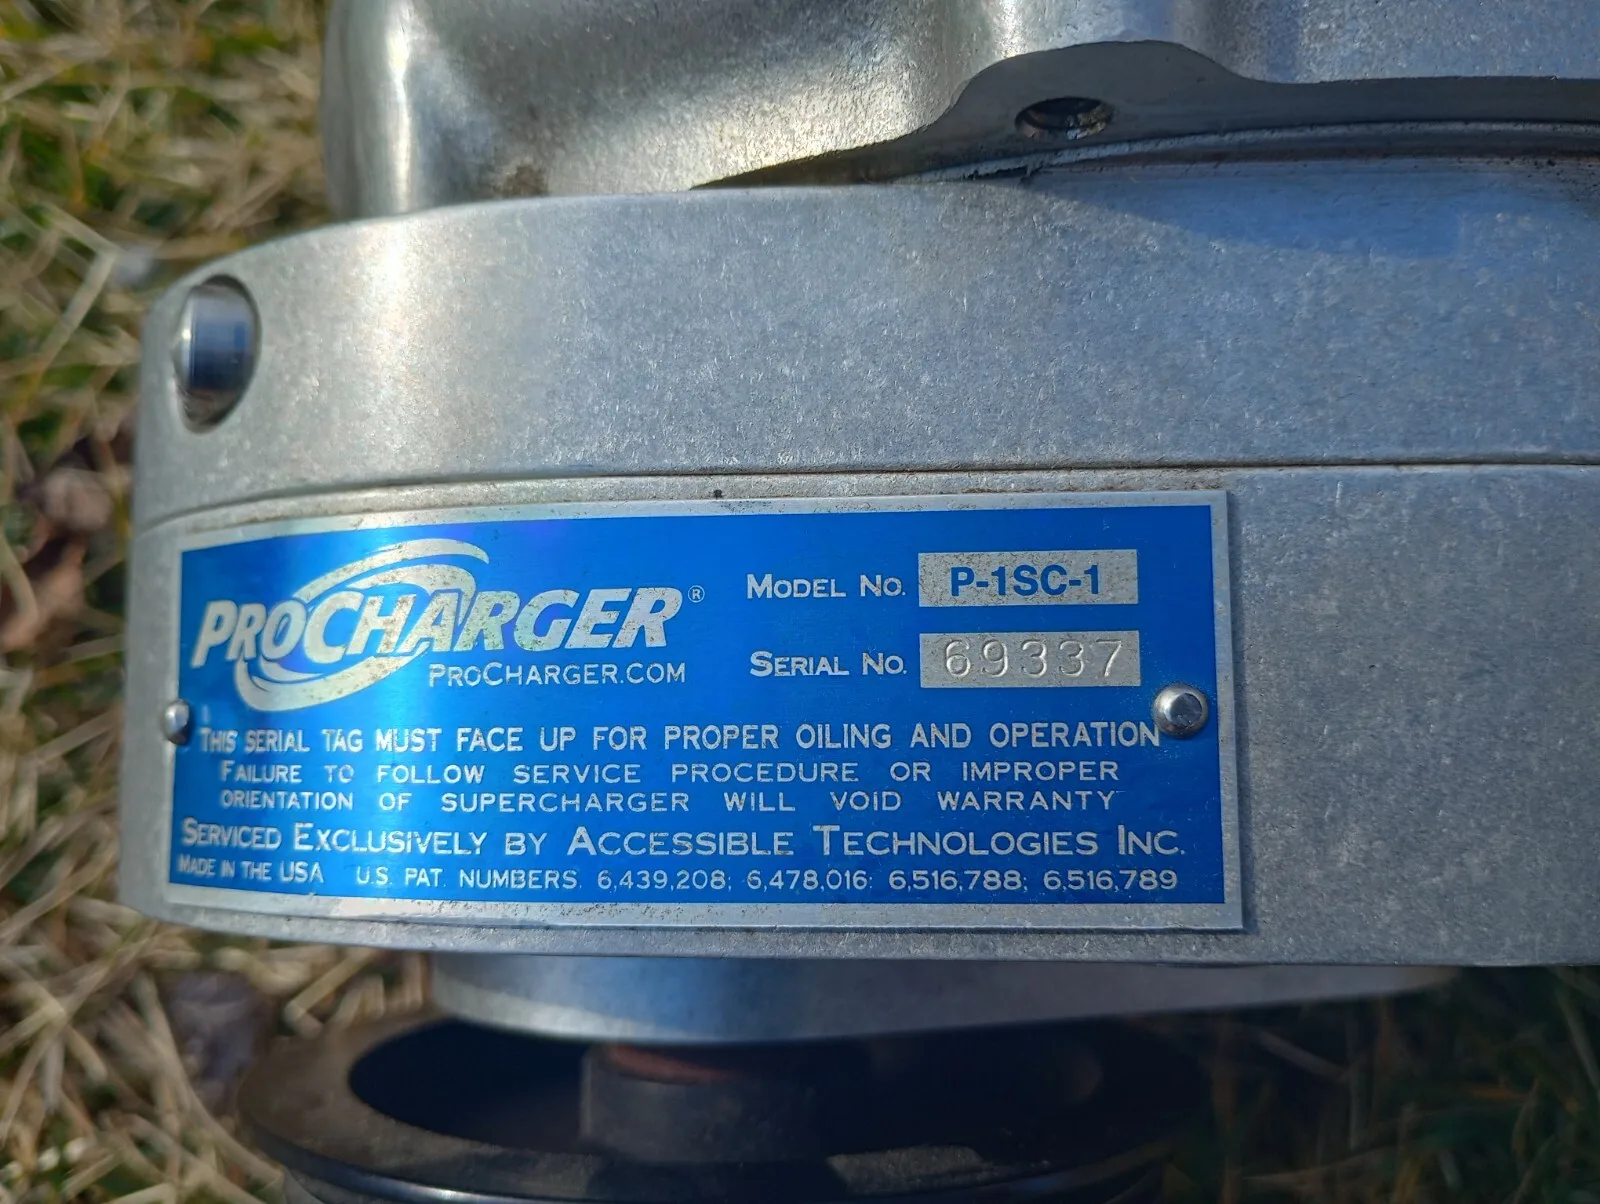 PROCHARGER®
PROCHARGER.COM
MODEL NO. P-1SC-1
SERIAL NO. 69337
THIS SERIAL TAG MUST FACE UP FOR PROPER OILING AND OPERATION
FAILURE TO FOLLOW SERVICE PROCEDURE OR IMPROPER
ORIENTATION OF SUPERCHARGER WILL VOID WARRANTY
SERVICED EXCLUSIVELY BY ACCESSIBLE TECHNOLOGIES INC.
MADE IN THE USA U.S. PAT. NUMBERS. 6,439,208; 6,478,016; 6,516,788; 6,516,789